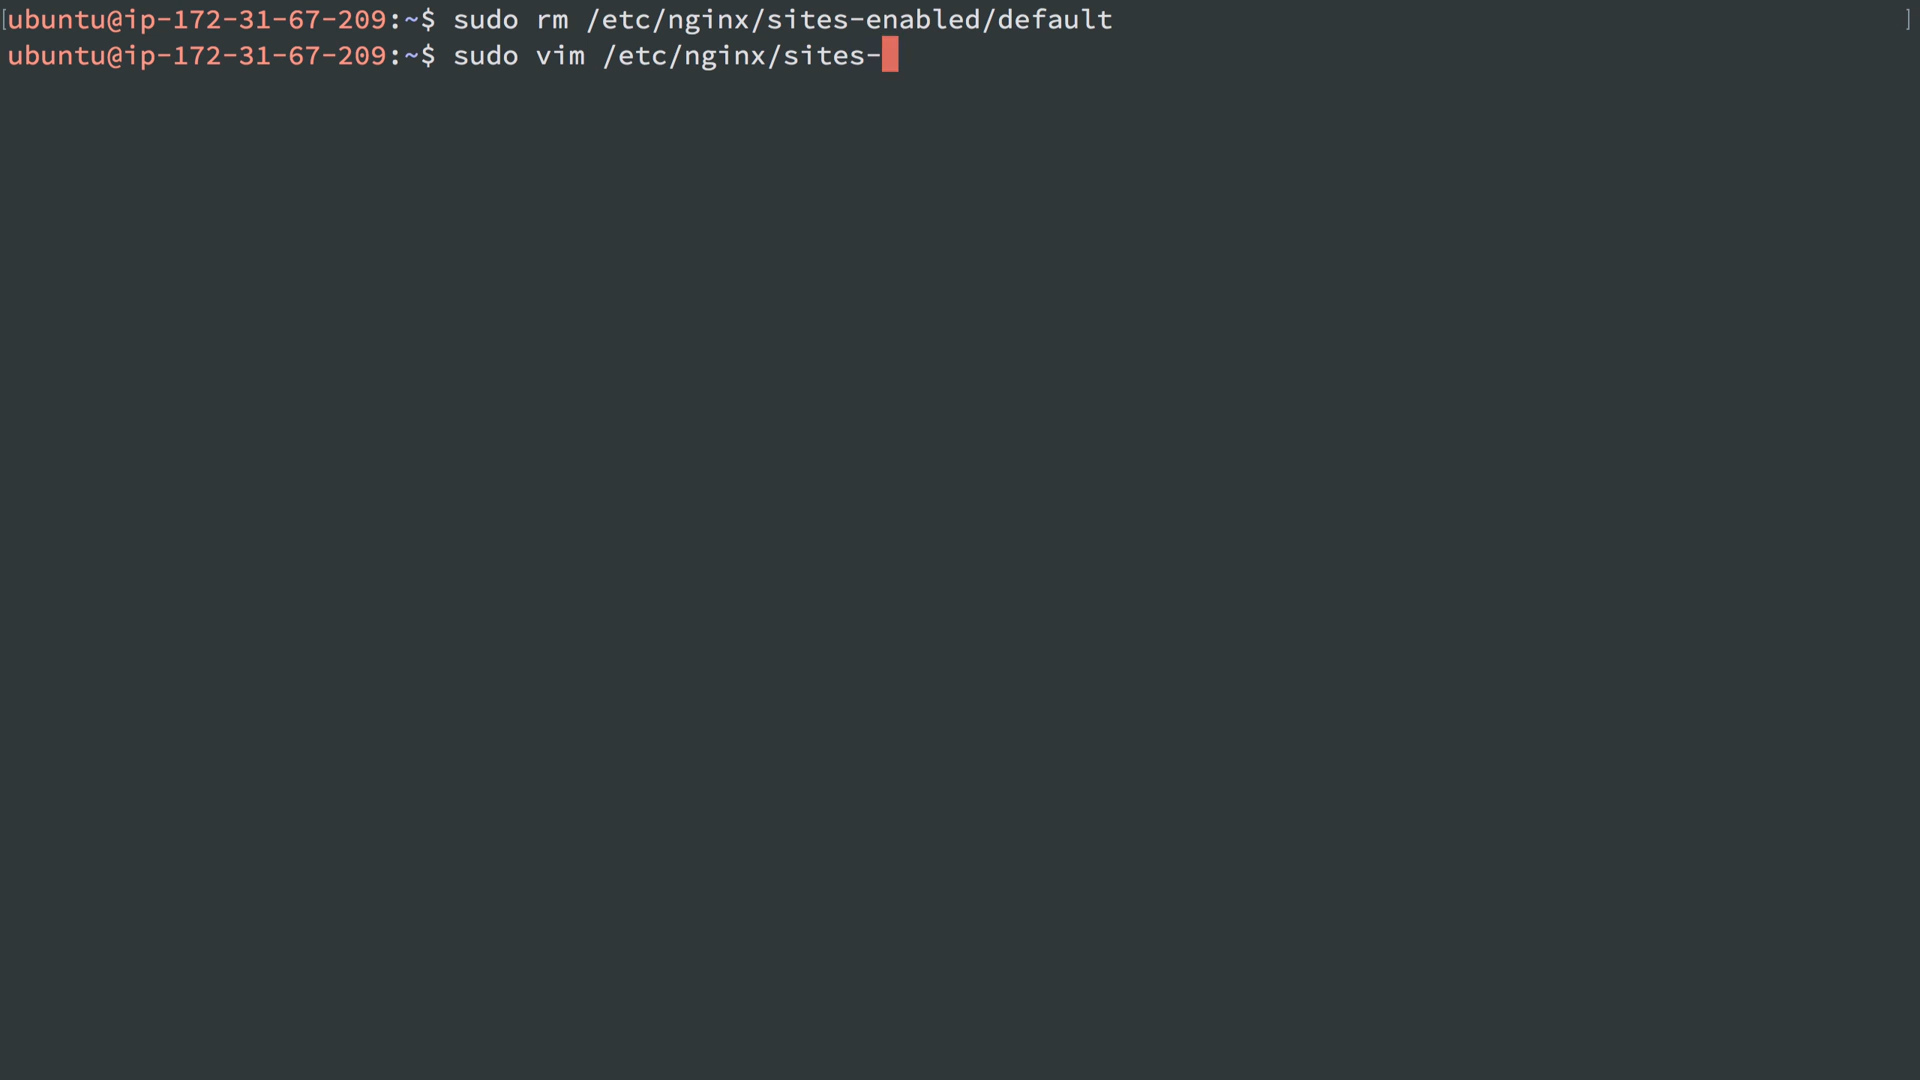 [ubuntu@ip-172-31-67-209:~$ sudo rm /etc/nginx/sites-enabled/default ]
ubuntu@ip-172-31-67-209:~$ sudo vim /etc/nginx/sites-